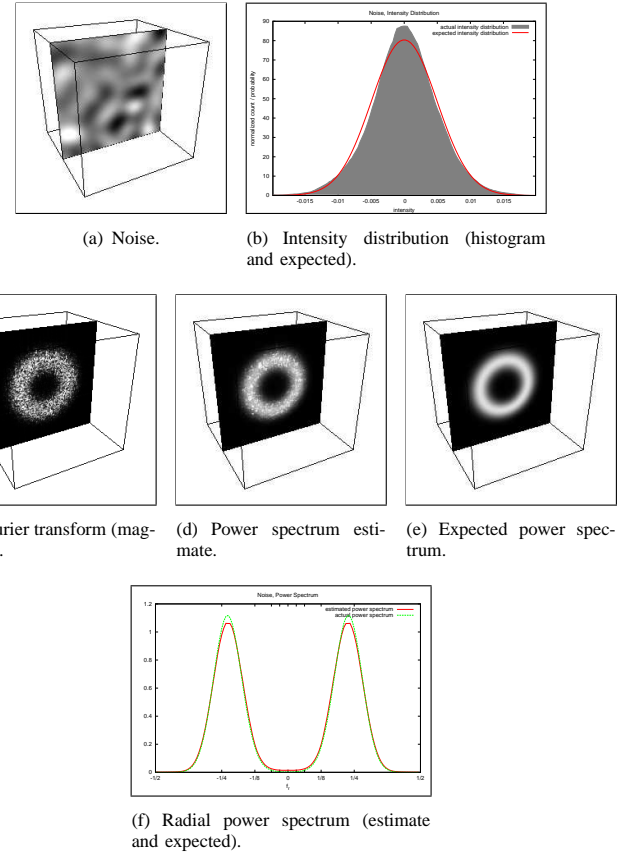 Noise, Intensity Distribution
actual intensity distribution
expected intensity distribution
normalized count / probability
90
80
70
60
50
40
30
20
10
0
-0.015 -0.01 -0.005 0 0.005 0.01 0.015
intensity
(a) Noise.
(b) Intensity distribution (histogram
and expected).
urier transform (mag-
.
(d) Power spectrum esti-
mate.
(e) Expected power spec-
trum.
Noise, Power Spectrum
estimated power spectrum
actual power spectrum
1.2
1
0.8
0.6
0.4
0.2
0
-1/2 -1/4 -1/8 0 1/8 1/4 1/2
f_r
(f) Radial power spectrum (estimate
and expected).